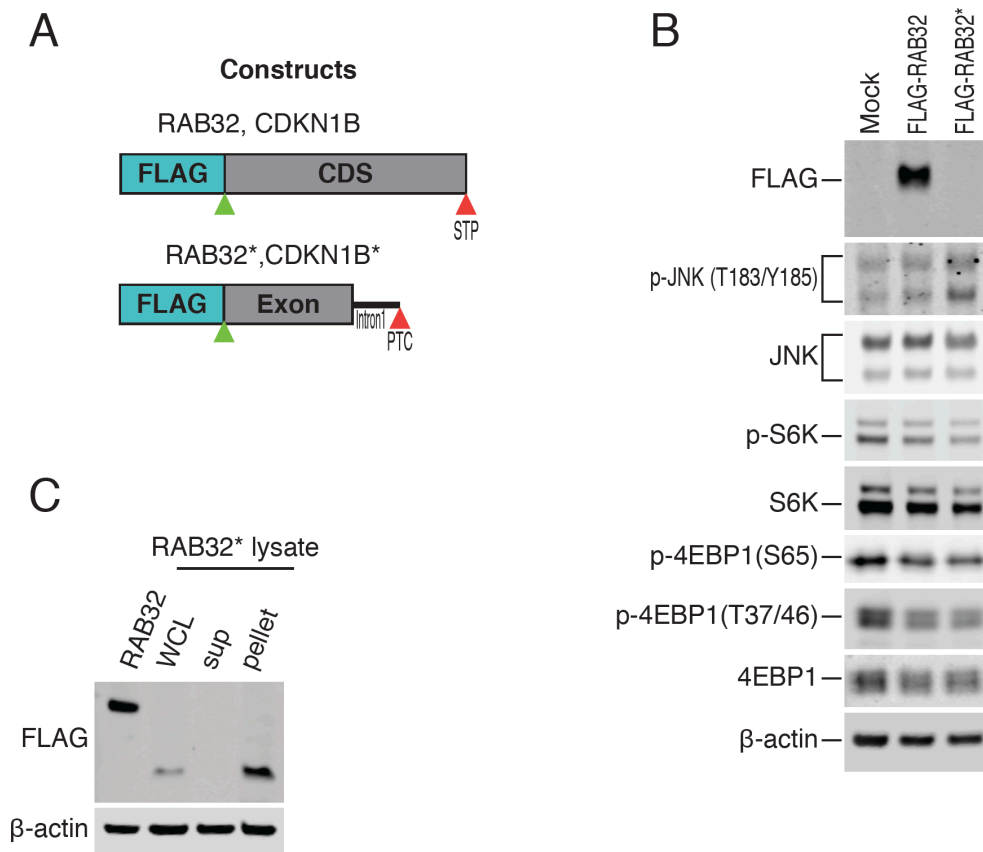 A
Constructs
RAB32, CDKN1B
FLAG CDS
STP
RAB32*,CDKN1B*
FLAG Exon
Intron1
PTC
B
Mock
FLAG-RAB32
FLAG-RAB32*
FLAG
p-JNK (T183/Y185)
JNK
p-S6K
S6K
p-4EBP1(S65)
p-4EBP1(T37/46)
4EBP1
β-actin
C
RAB32* lysate
RAB32
WCL
sup
pellet
FLAG
β-actin